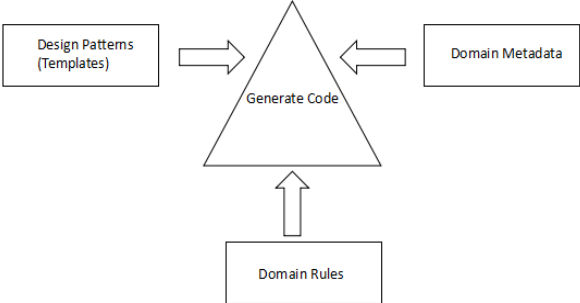 Design Patterns
(Templates)
Domain Metadata
Generate Code
Domain Rules